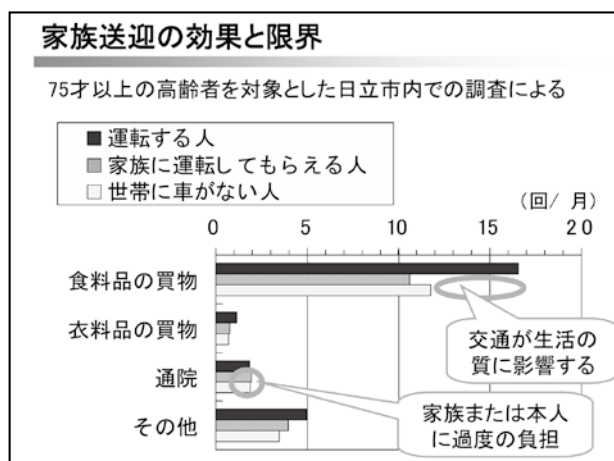 家族送迎の効果と限界
75才以上の高齢者を対象とした日立市内での調査による
■運転する人
■家族に運転してもらえる人
□世帯に車がない人
(回/ 月)
0 5 10 15 20
食料品の買物
衣料品の買物
通院
その他
交通が生活の
質に影響する
家族または本人
に過度の負担